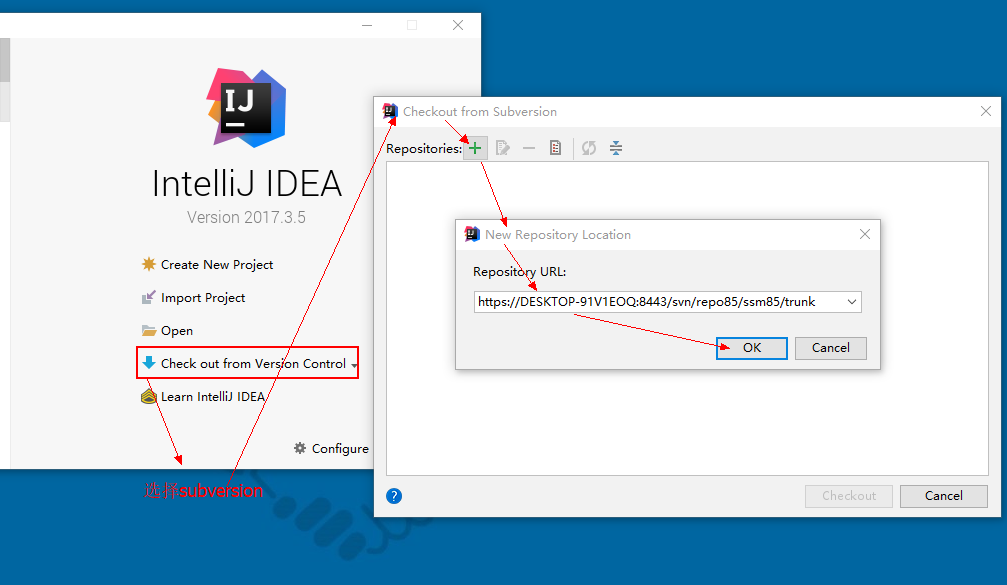 IJ
IntelliJ IDEA
Version 2017.3.5
Create New Project
Import Project
Open
Check out from Version Control
Learn IntelliJ IDEA
Configure
选择subversion
Checkout from Subversion
Repositories:
New Repository Location
Repository URL:
https://DESKTOP-91V1EOQ:8443/svn/repo85/ssm85/trunk
OK Cancel
? Checkout Cancel